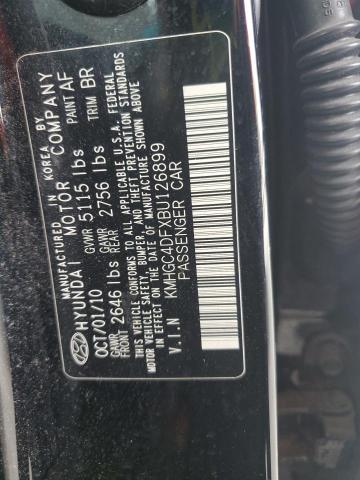 MANUFACTURED IN KOREA BY
HYUNDAI MOTOR COMPANY
OCT/01/10 GVWR 5115 lbs PAINT AF
GAWR FRONT 2646 lbs GAWR REAR 2756 lbs TRIM BR
THIS VEHICLE CONFORMS TO ALL APPLICABLE U.S.A. FEDERAL
MOTOR VEHICLE SAFETY, BUMPER, AND THEFT PREVENTION STANDARDS
IN EFFECT ON THE DATE OF MANUFACTURE SHOWN ABOVE
V.I.N KMHGC4DFXBU126899
PASSENGER CAR